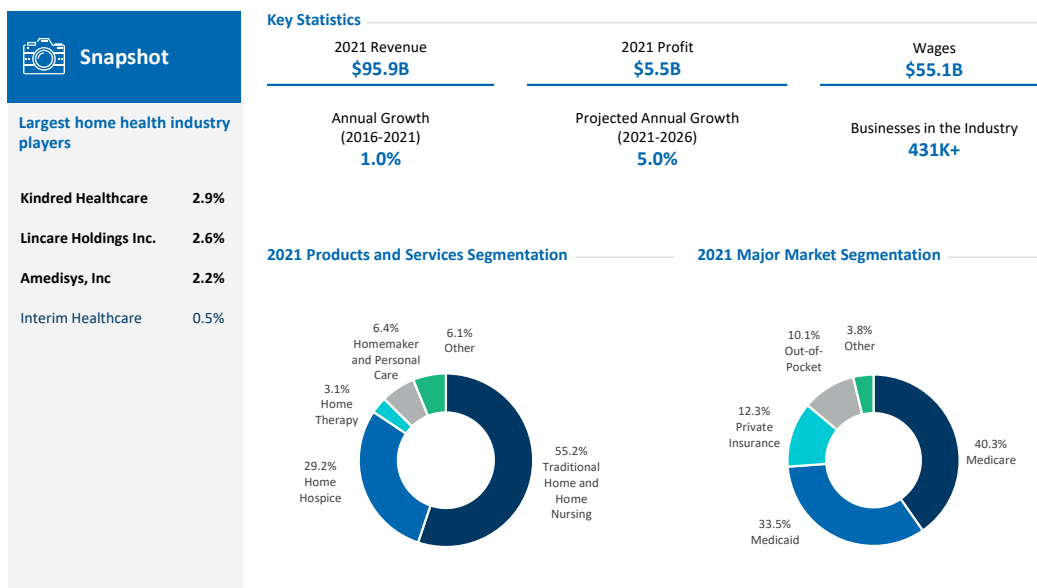 Snapshot
Largest home health industry
players
Kindred Healthcare 2.9%
Lincare Holdings Inc. 2.6%
Amedisys, Inc 2.2%
Interim Healthcare 0.5%
Key Statistics
2021 Revenue
$95.9B
2021 Profit
$5.5B
Wages
$55.1B
Annual Growth
(2016-2021)
1.0%
Projected Annual Growth
(2021-2026)
5.0%
Businesses in the Industry
431K+
2021 Products and Services Segmentation
6.4%
Homemaker
and Personal
Care
6.1%
Other
3.1%
Home
Therapy
29.2%
Home
Hospice
55.2%
Traditional
Home and
Home
Nursing
2021 Major Market Segmentation
10.1%
Out-of-
Pocket
3.8%
Other
12.3%
Private
Insurance
40.3%
Medicare
33.5%
Medicaid